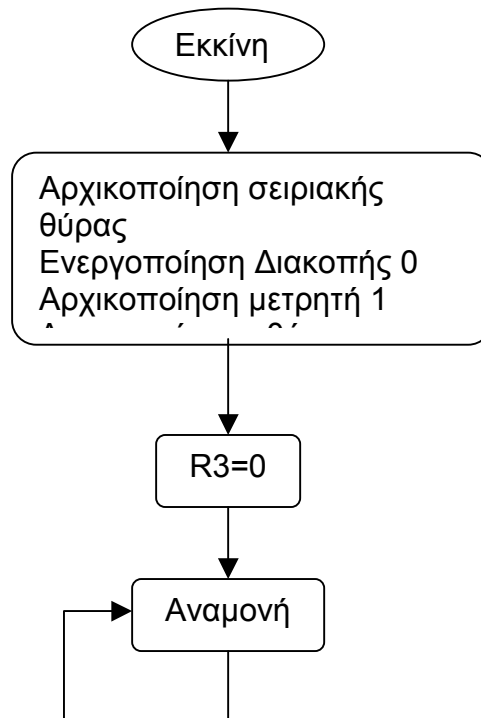 Εκκίνη
Αρχικοποίηση σειριακής
θύρας
Ενεργοποίηση Διακοπής 0
Αρχικοποίηση μετρητή 1
R3=0
Αναμονή